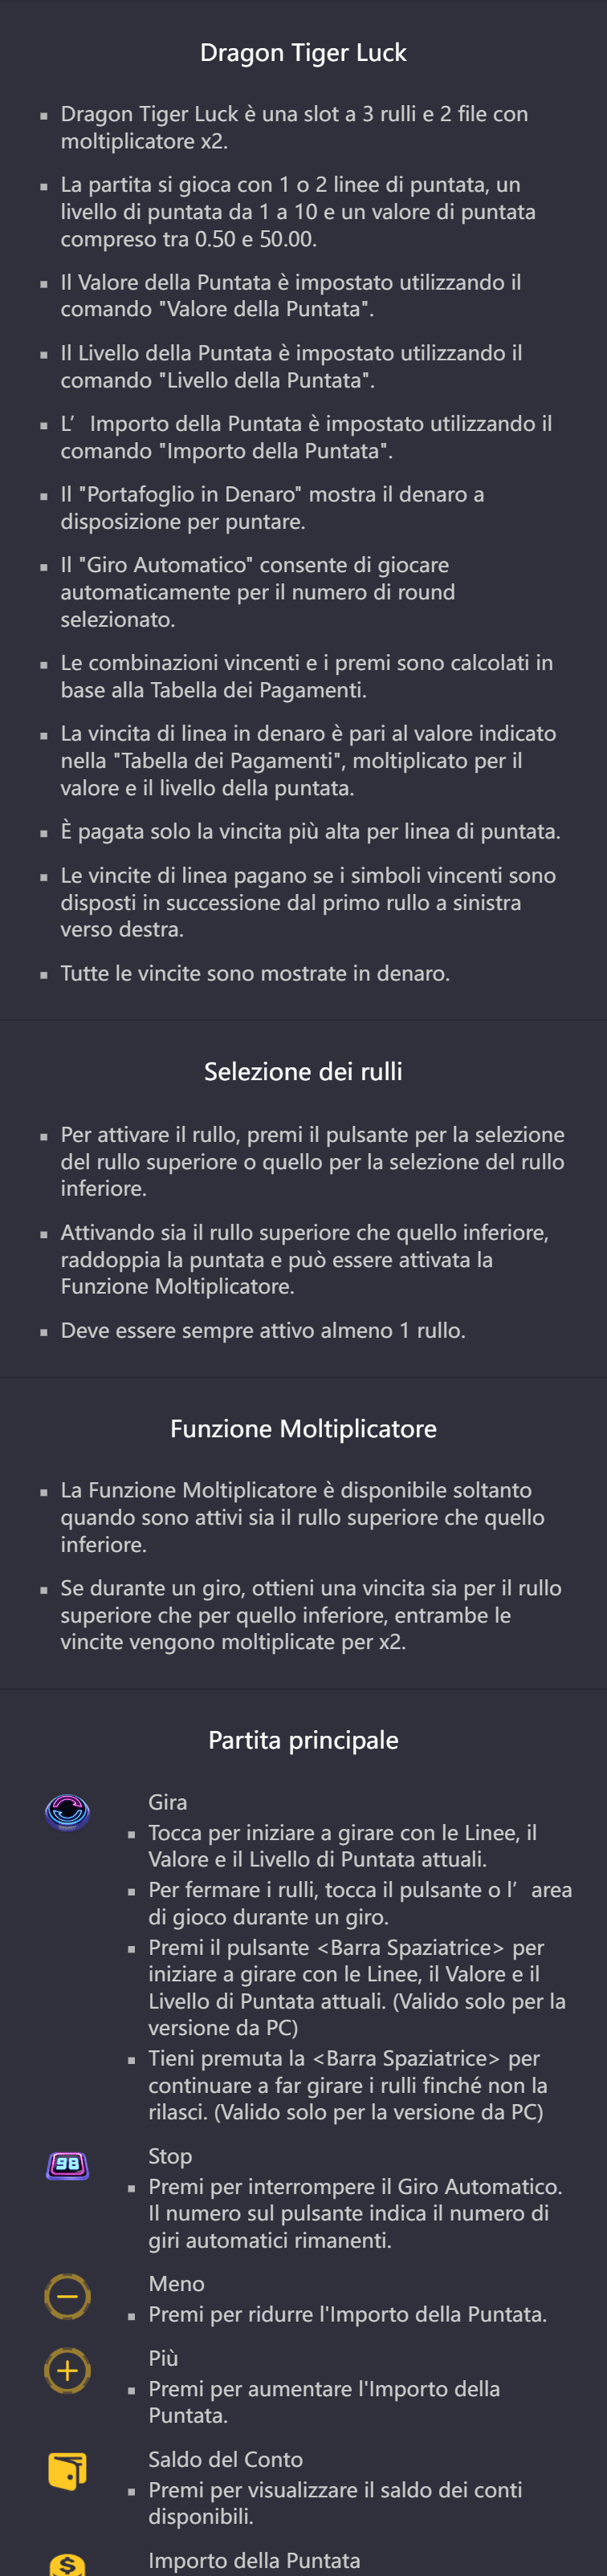 Dragon Tiger Luck
▪ Dragon Tiger Luck è una slot a 3 rulli e 2 file con
moltiplicatore x2.
▪ La partita si gioca con 1 o 2 linee di puntata, un
livello di puntata da 1 a 10 e un valore di puntata
compreso tra 0.50 e 50.00.
▪ Il Valore della Puntata è impostato utilizzando il
comando "Valore della Puntata".
▪ Il Livello della Puntata è impostato utilizzando il
comando "Livello della Puntata".
▪ L’ Importo della Puntata è impostato utilizzando il
comando "Importo della Puntata".
▪ Il "Portafoglio in Denaro" mostra il denaro a
disposizione per puntare.
▪ Il "Giro Automatico" consente di giocare
automaticamente per il numero di round
selezionato.
▪ Le combinazioni vincenti e i premi sono calcolati in
base alla Tabella dei Pagamenti.
▪ La vincita di linea in denaro è pari al valore indicato
nella "Tabella dei Pagamenti", moltiplicato per il
valore e il livello della puntata.
▪ È pagata solo la vincita più alta per linea di puntata.
▪ Le vincite di linea pagano se i simboli vincenti sono
disposti in successione dal primo rullo a sinistra
verso destra.
▪ Tutte le vincite sono mostrate in denaro.
Selezione dei rulli
▪ Per attivare il rullo, premi il pulsante per la selezione
del rullo superiore o quello per la selezione del rullo
inferiore.
▪ Attivando sia il rullo superiore che quello inferiore,
raddoppia la puntata e può essere attivata la
Funzione Moltiplicatore.
▪ Deve essere sempre attivo almeno 1 rullo.
Funzione Moltiplicatore
▪ La Funzione Moltiplicatore è disponibile soltanto
quando sono attivi sia il rullo superiore che quello
inferiore.
▪ Se durante un giro, ottieni una vincita sia per il rullo
superiore che per quello inferiore, entrambe le
vincite vengono moltiplicate per x2.
Partita principale
Gira
▪ Tocca per iniziare a girare con le Linee, il
Valore e il Livello di Puntata attuali.
▪ Per fermare i rulli, tocca il pulsante o l’ area
di gioco durante un giro.
▪ Premi il pulsante <Barra Spaziatrice> per
iniziare a girare con le Linee, il Valore e il
Livello di Puntata attuali. (Valido solo per la
versione da PC)
▪ Tieni premuta la <Barra Spaziatrice> per
continuare a far girare i rulli finché non la
rilasci. (Valido solo per la versione da PC)
98
Stop
▪ Premi per interrompere il Giro Automatico.
Il numero sul pulsante indica il numero di
giri automatici rimanenti.
Meno
▪ Premi per ridurre l'Importo della Puntata.
Più
▪ Premi per aumentare l'Importo della
Puntata.
Saldo del Conto
▪ Premi per visualizzare il saldo dei conti
disponibili.
Importo della Puntata